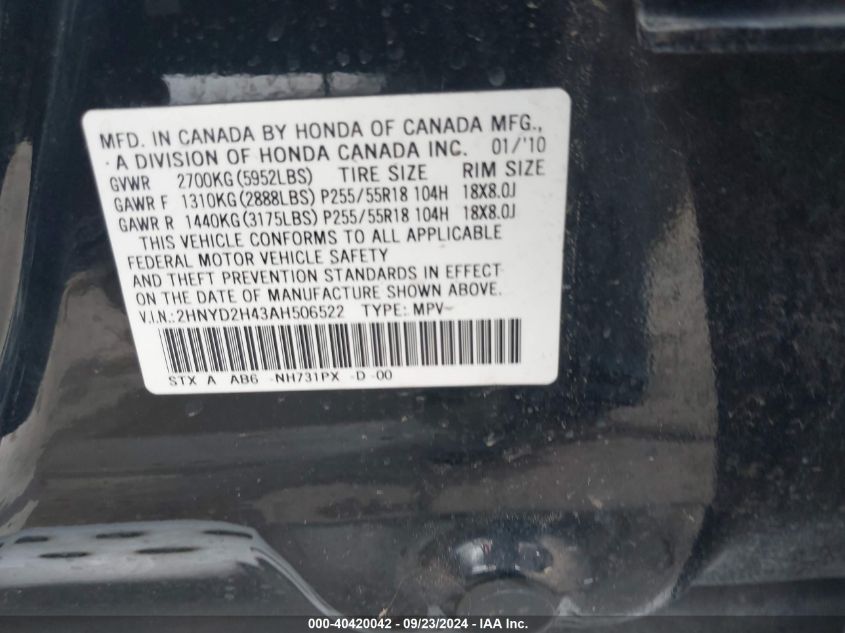 MFD. IN CANADA BY HONDA OF CANADA MFG.,
A DIVISION OF HONDA CANADA INC. 01/'10
GVWR 2700KG(5952LBS) TIRE SIZE RIM SIZE
GAWR F 1310KG(2888LBS) P255/55R18 104H 18X8.0J
GAWR R 1440KG(3175LBS) P255/55R18 104H 18X8.0J
THIS VEHICLE CONFORMS TO ALL APPLICABLE
FEDERAL MOTOR VEHICLE SAFETY
AND THEFT PREVENTION STANDARDS IN EFFECT
ON THE DATE OF MANUFACTURE SHOWN ABOVE.
V.I.N.:2HNYD2H43AH506522 TYPE: MPV
STX A AB6 NH731PX -D -00
000-40420042 - 09/23/2024 - IAA Inc.